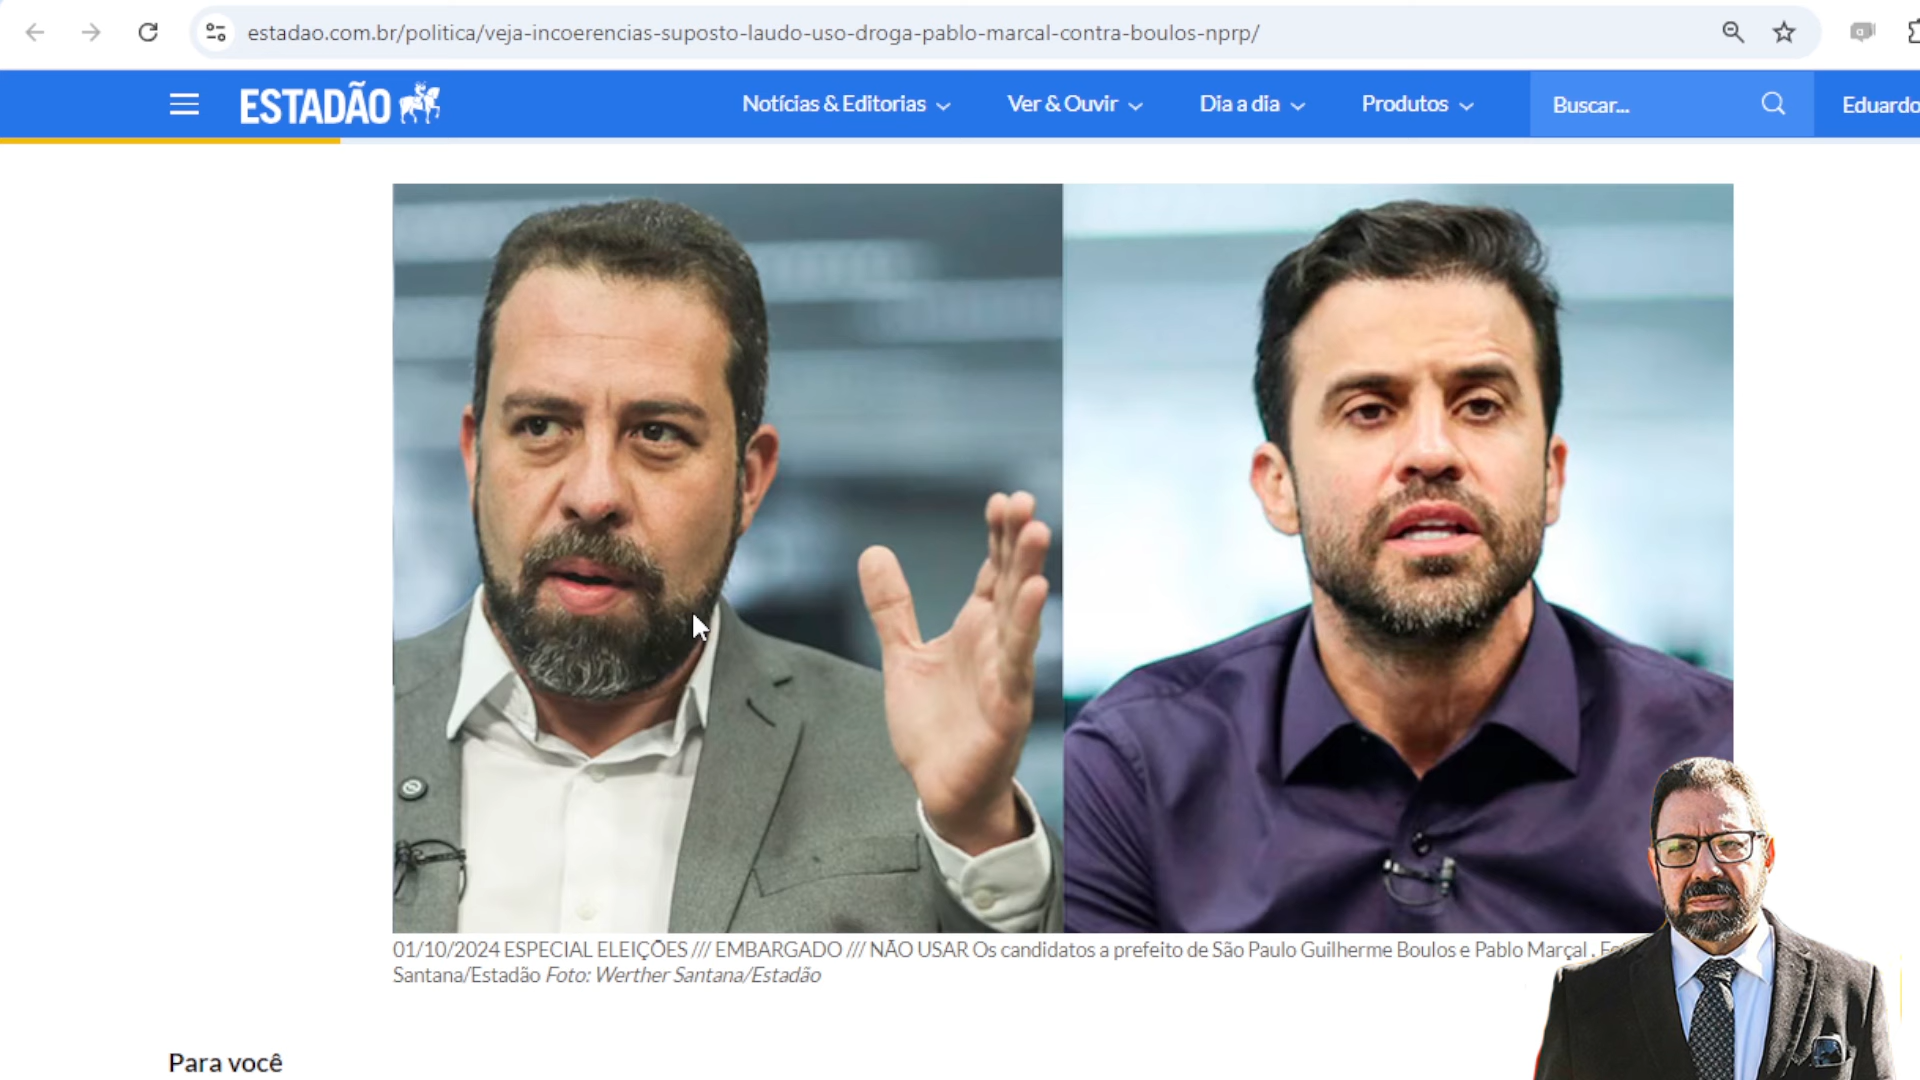 estadao.com.br/politica/veja-incoerencias-suposto-laudo-uso-droga-pablo-marcal-contra-boulos-nprp/
ESTADÃO
Notícias & Editorias
Ver & Ouvir
Dia a dia
Produtos
Buscar...
Eduardo
01/10/2024 ESPECIAL ELEIÇÕES /// EMBARGADO /// NÃO USAR Os candidatos a prefeito de São Paulo Guilherme Boulos e Pablo Marçal .
Santana/Estadão Foto: Werther Santana/Estadão
Para você